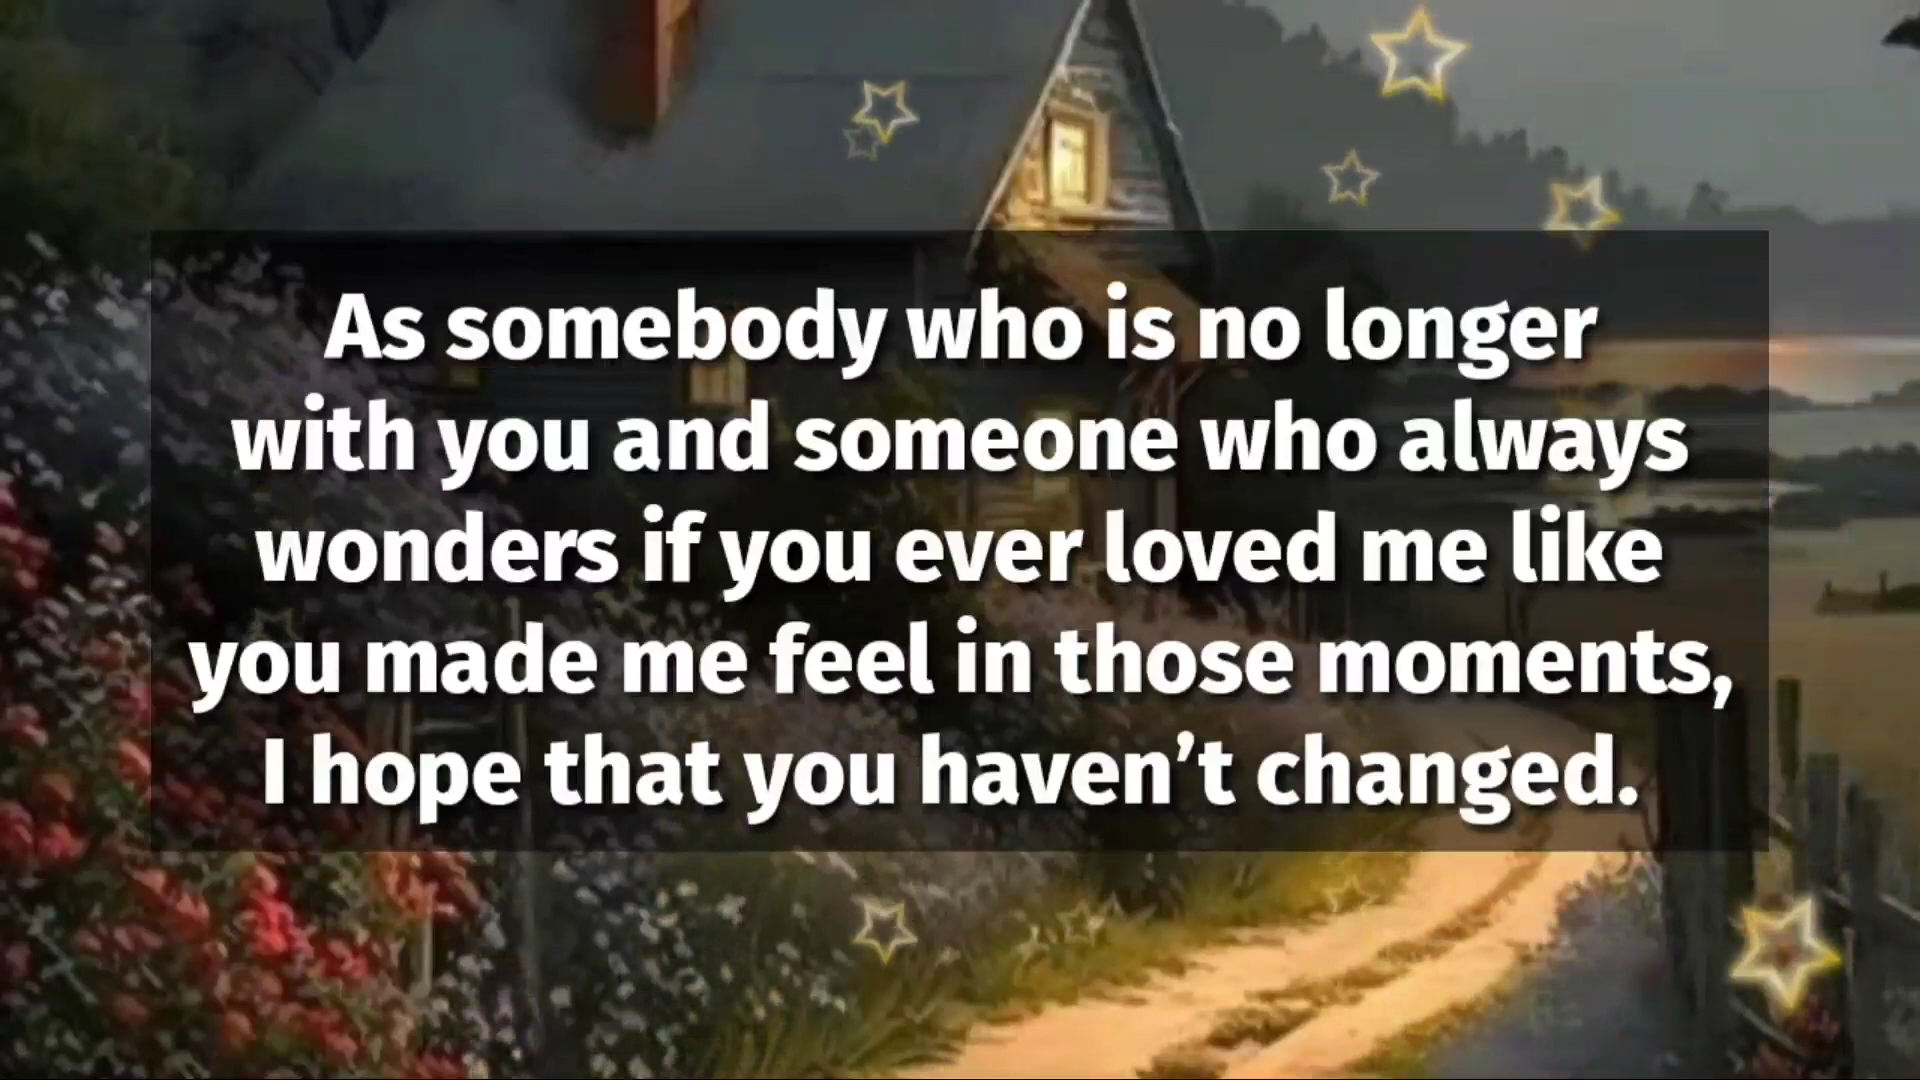 As somebody who is no longer
with you and someone who always
wonders if you ever loved me like
you made me feel in those moments,
I hope that you haven’t changed.